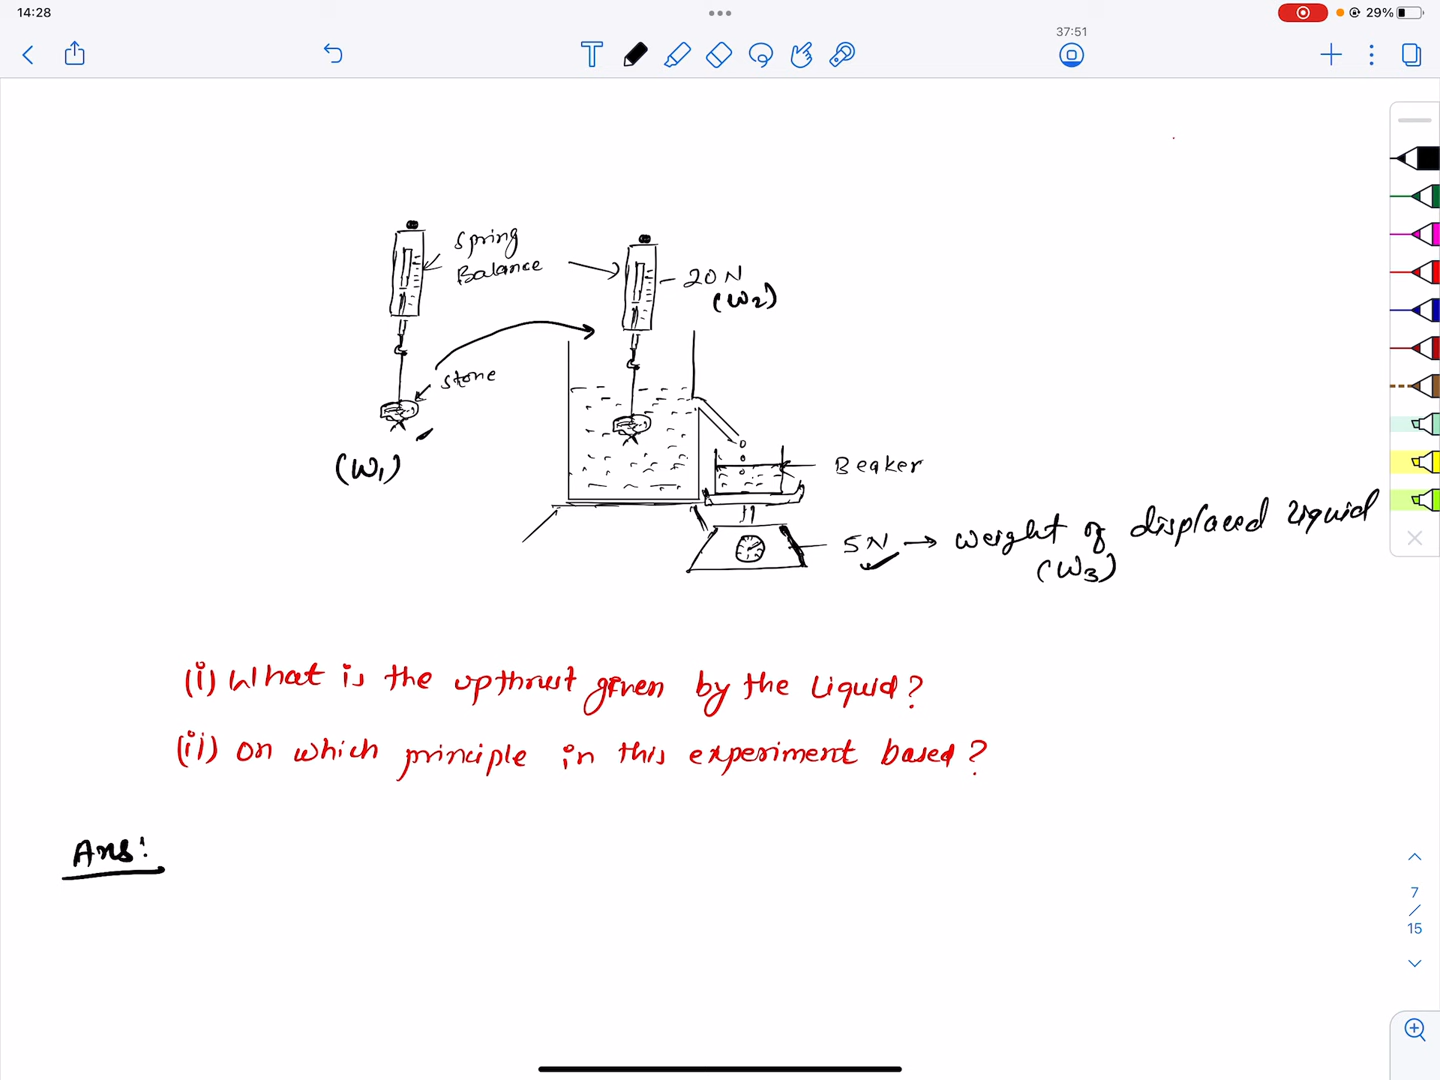 14:28
29%
37:51
T
Spring
Balance
20 N
(W2)
Stone
(W1)
Beaker
5N → weight of displaced liquid
(W3)
(i) What is the upthrust given by the Liquid?
(ii) On which principle in this experiment based?
Ans:
7
/
15